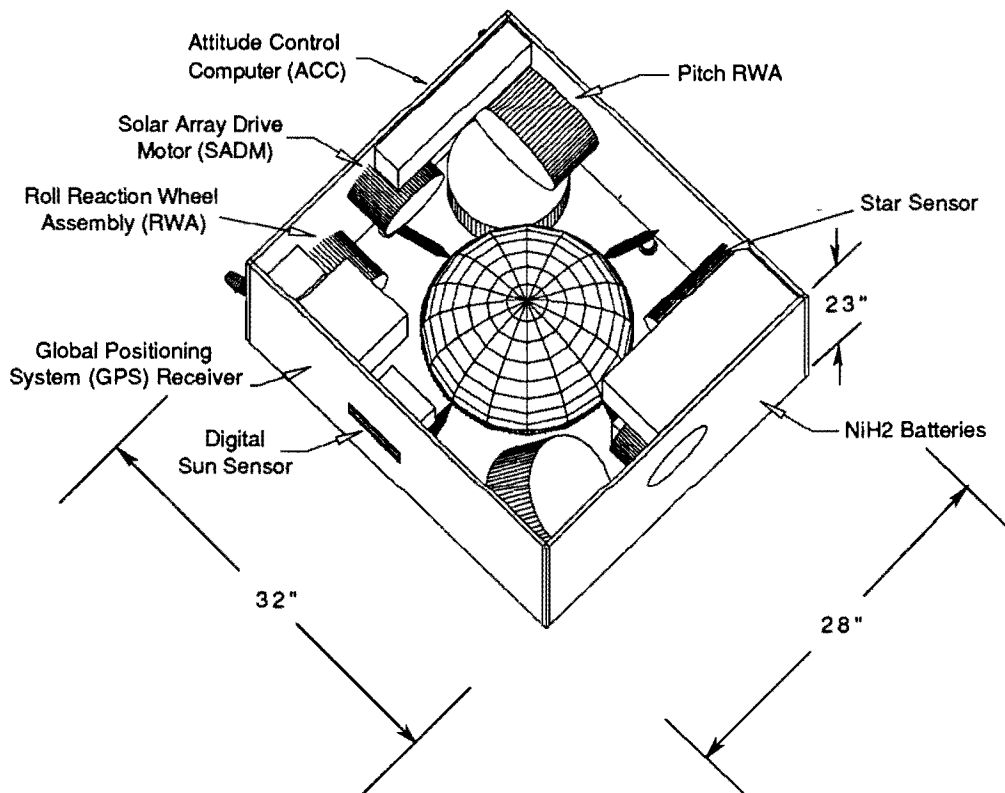 Attitude Control
Computer (ACC)
Pitch RWA
Solar Array Drive
Motor (SADM)
Roll Reaction Wheel
Assembly (RWA)
Star Sensor
23"
Global Positioning
System (GPS) Receiver
Digital
Sun Sensor
NiH2 Batteries
32"
28"